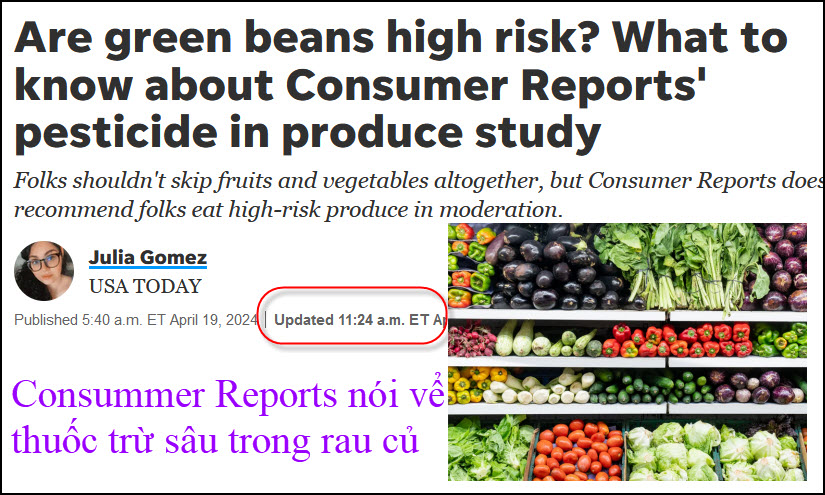 Are green beans high risk? What to
know about Consumer Reports'
pesticide in produce study
Folks shouldn't skip fruits and vegetables altogether, but Consumer Reports does
recommend folks eat high-risk produce in moderation.
Julia Gomez
USA TODAY
Published 5:40 a.m. ET April 19, 2024 | Updated 11:24 a.m. ET
Consummer Reports nói về
thuốc trừ sâu trong rau củ